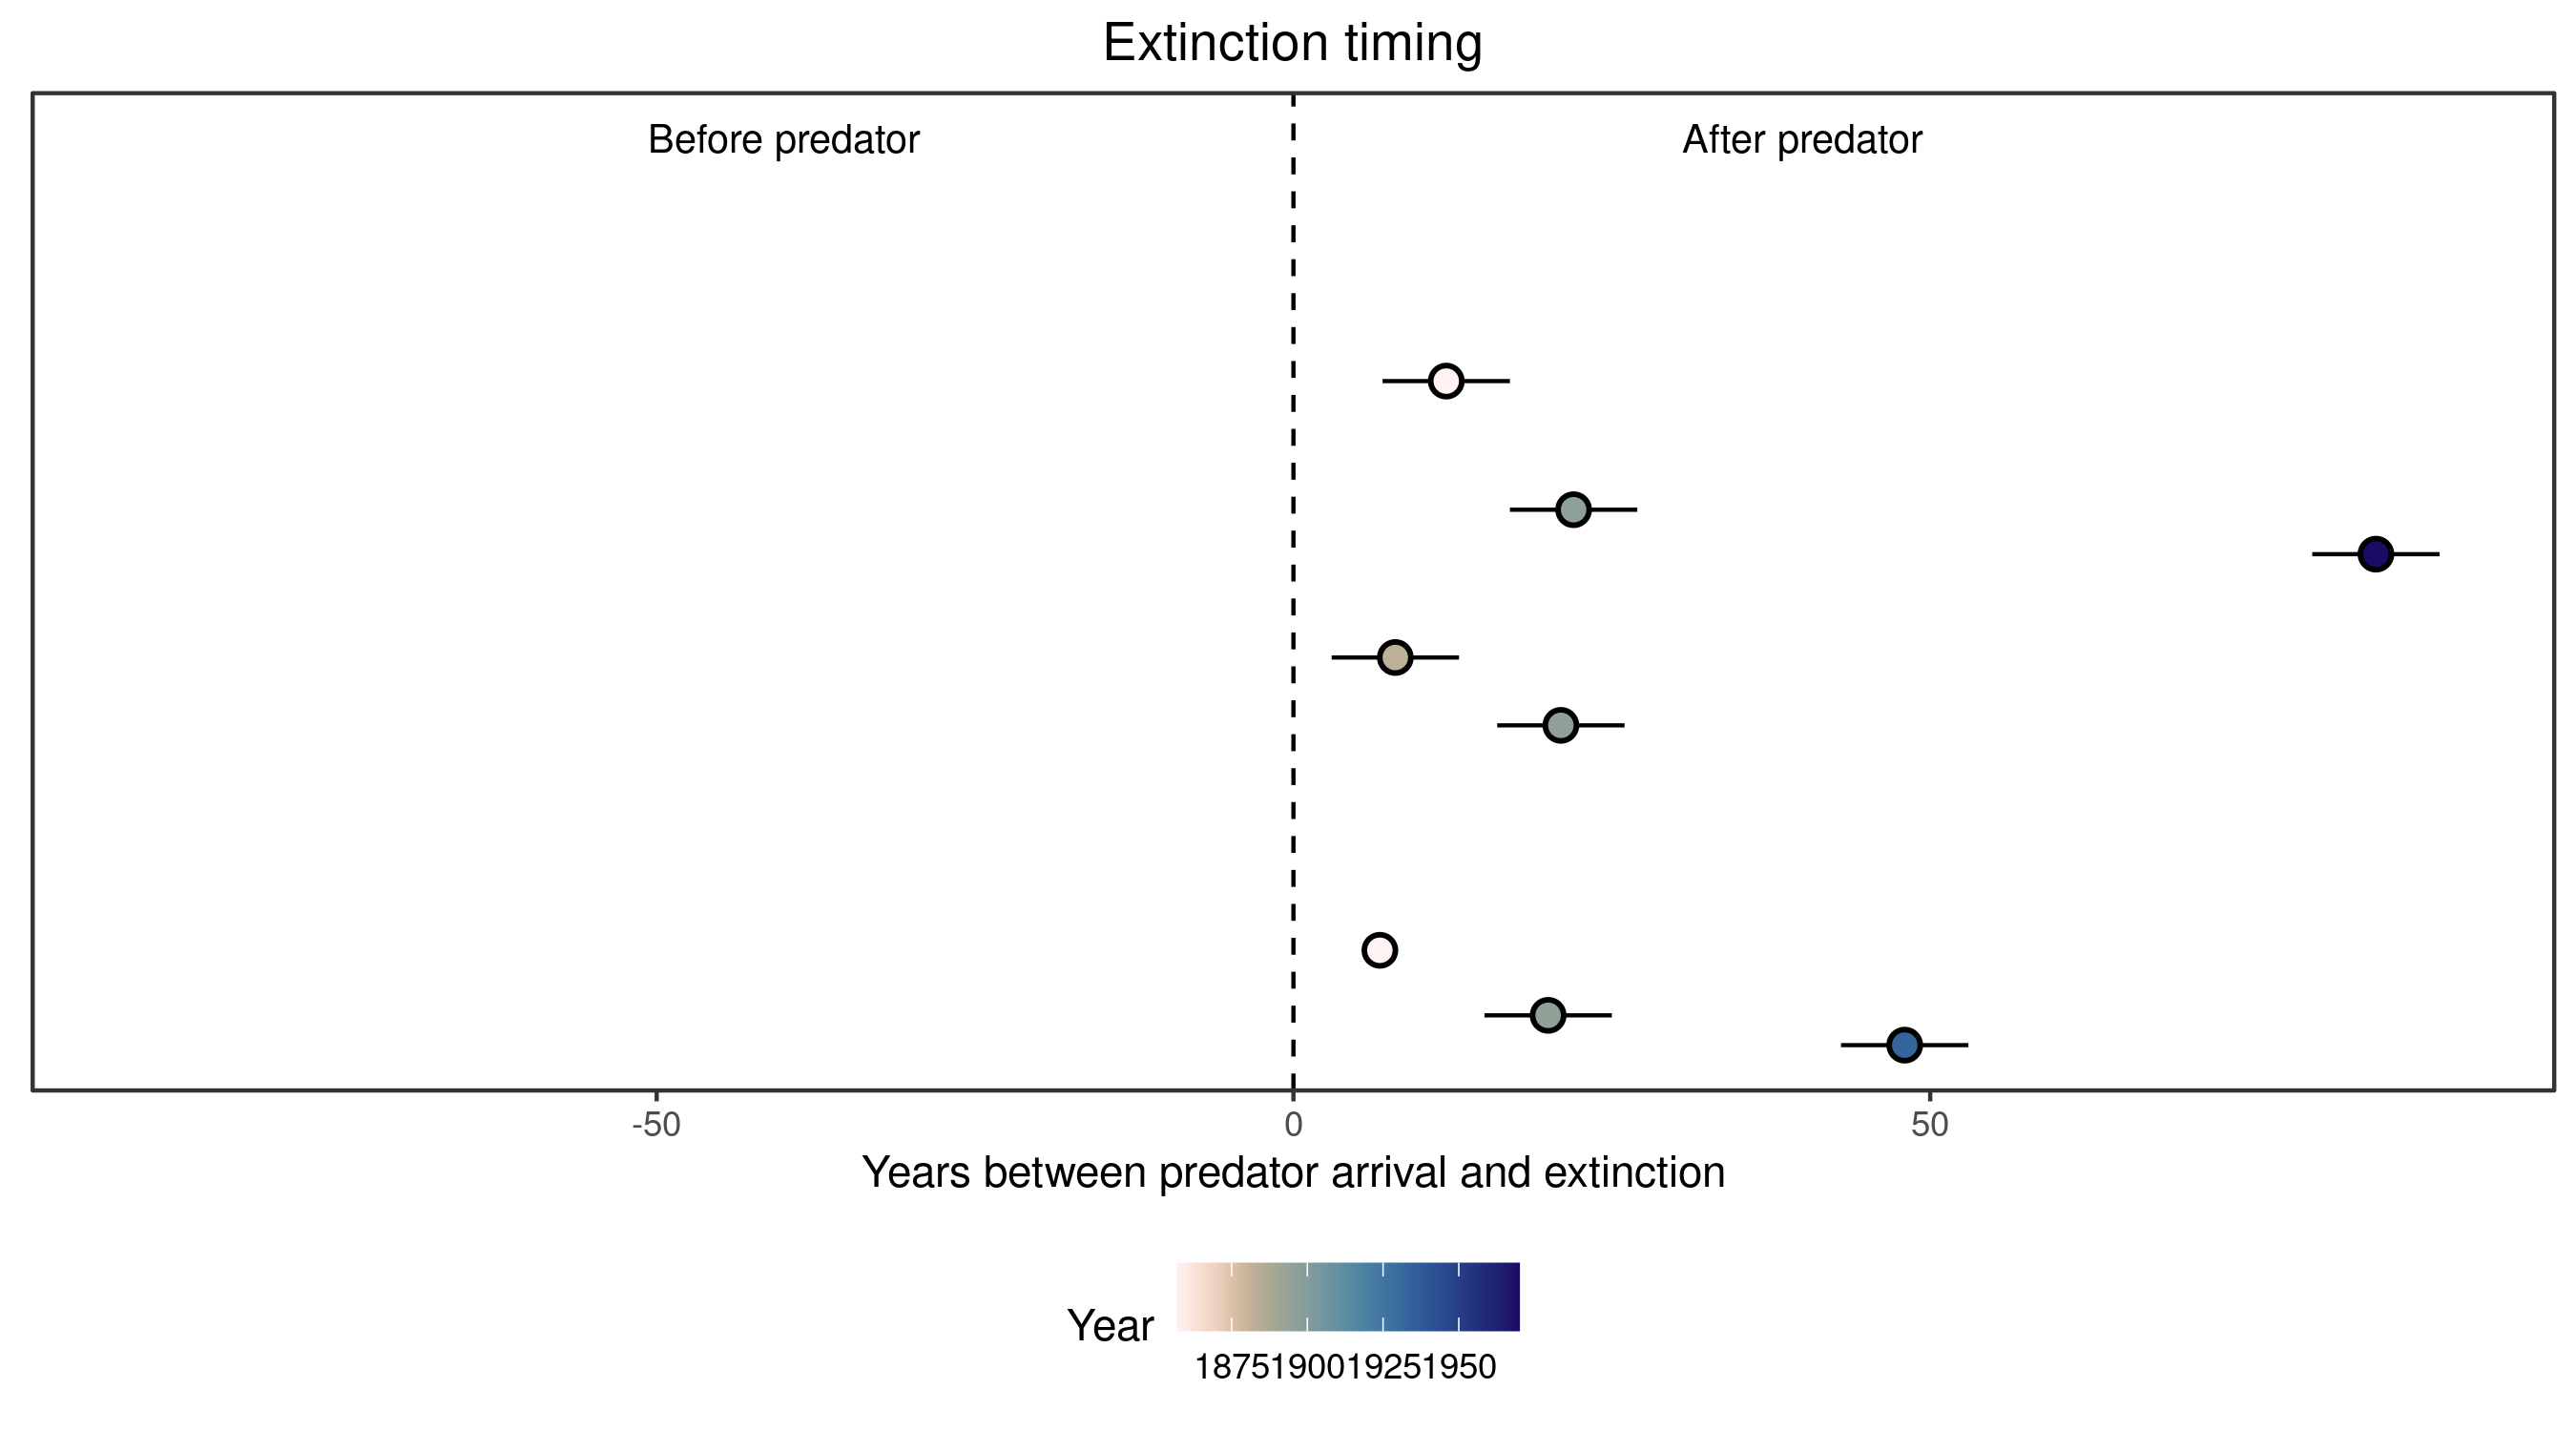 Extinction timing
Before predator After predator
-50 0 50
Years between predator arrival and extinction
Year
1875190019251950